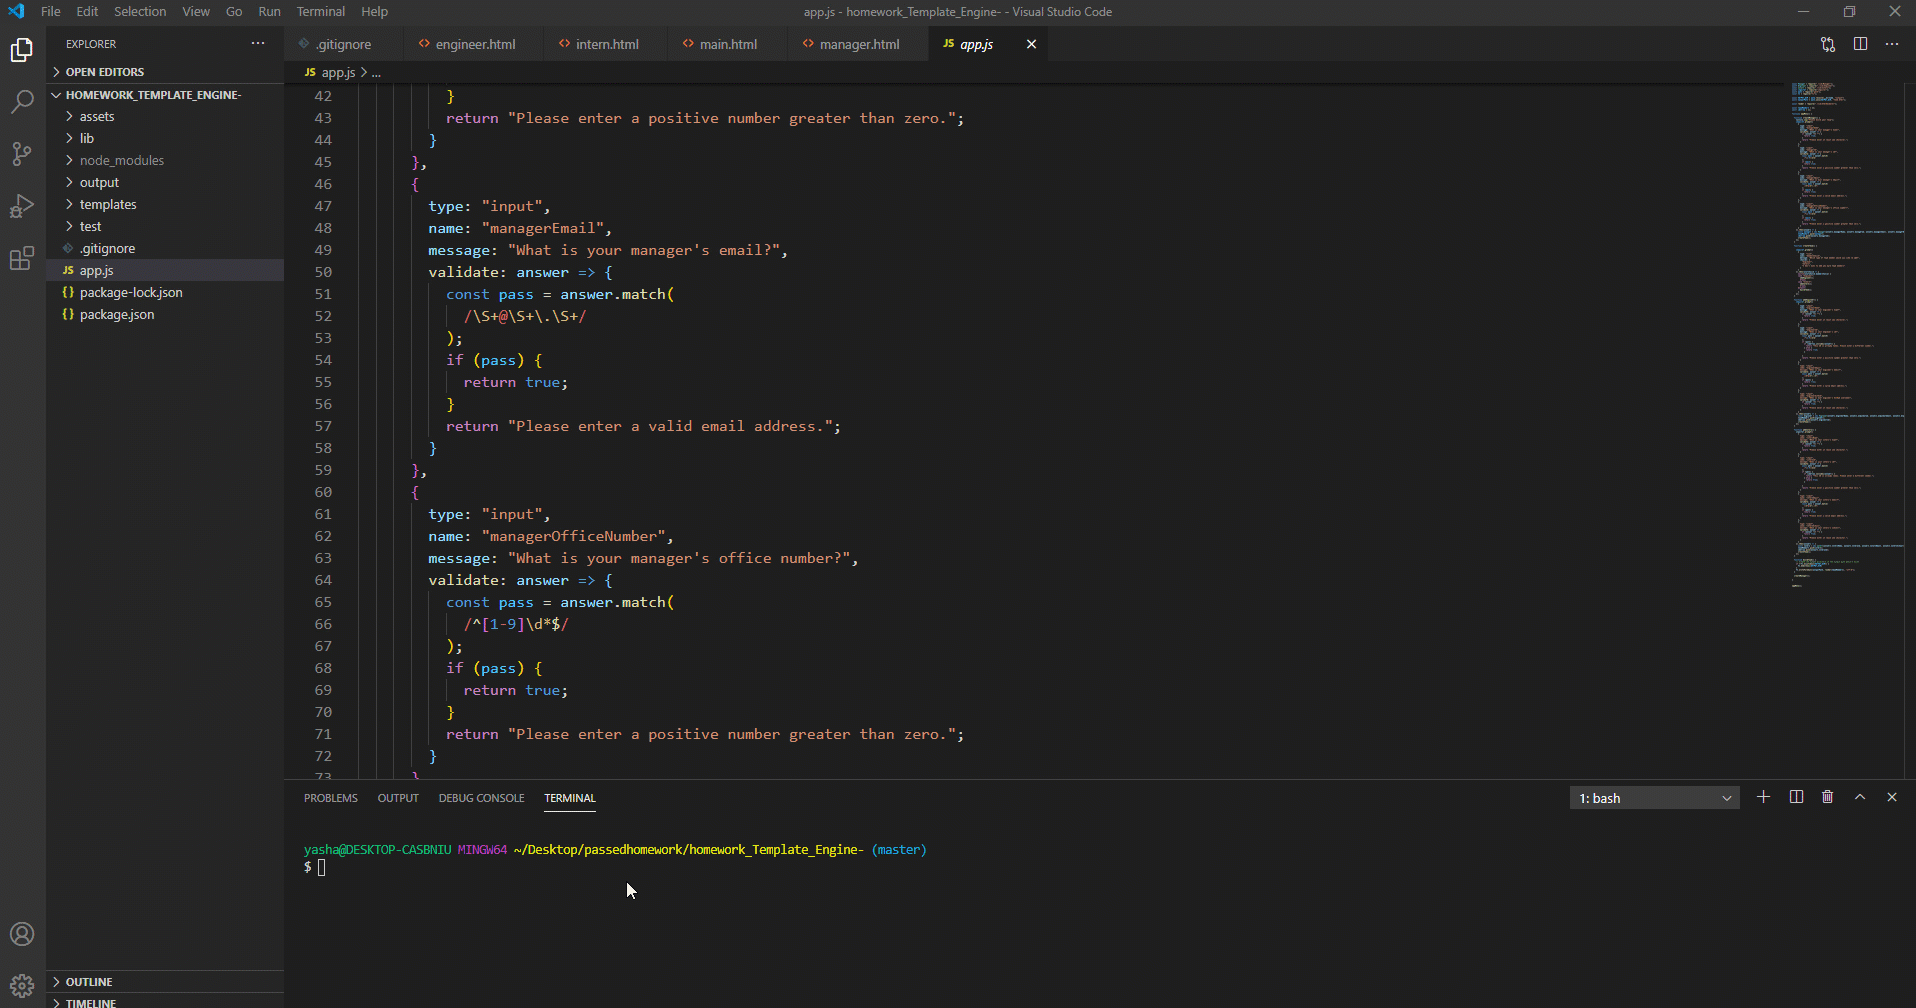 File Edit Selection View Go Run Terminal Help
app.js - homework_Template_Engine- - Visual Studio Code
EXPLORER
OPEN EDITORS
HOMEWORK_TEMPLATE_ENGINE-
assets
lib
node_modules
output
templates
test
.gitignore
JS app.js
{} package-lock.json
{} package.json
OUTLINE
TIMELINE
.gitignore <> engineer.html <> intern.html <> main.html <> manager.html JS app.js
JS app.js > ...
42 }
43 return "Please enter a positive number greater than zero.";
44 }
45 },
46 {
47 type: "input",
48 name: "managerEmail",
49 message: "What is your manager's email?",
50 validate: answer => {
51 const pass = answer.match(
52 /\S+@\S+\.\S+/
53 );
54 if (pass) {
55 return true;
56 }
57 return "Please enter a valid email address.";
58 }
59 },
60 {
61 type: "input",
62 name: "managerOfficeNumber",
63 message: "What is your manager's office number?",
64 validate: answer => {
65 const pass = answer.match(
66 /^[1-9]\d*$/
67 );
68 if (pass) {
69 return true;
70 }
71 return "Please enter a positive number greater than zero.";
72 }
73 }
PROBLEMS OUTPUT DEBUG CONSOLE TERMINAL
1: bash
yasha@DESKTOP-CASBNIU MINGW64 ~/Desktop/passedhomework/homework_Template_Engine- (master)
$